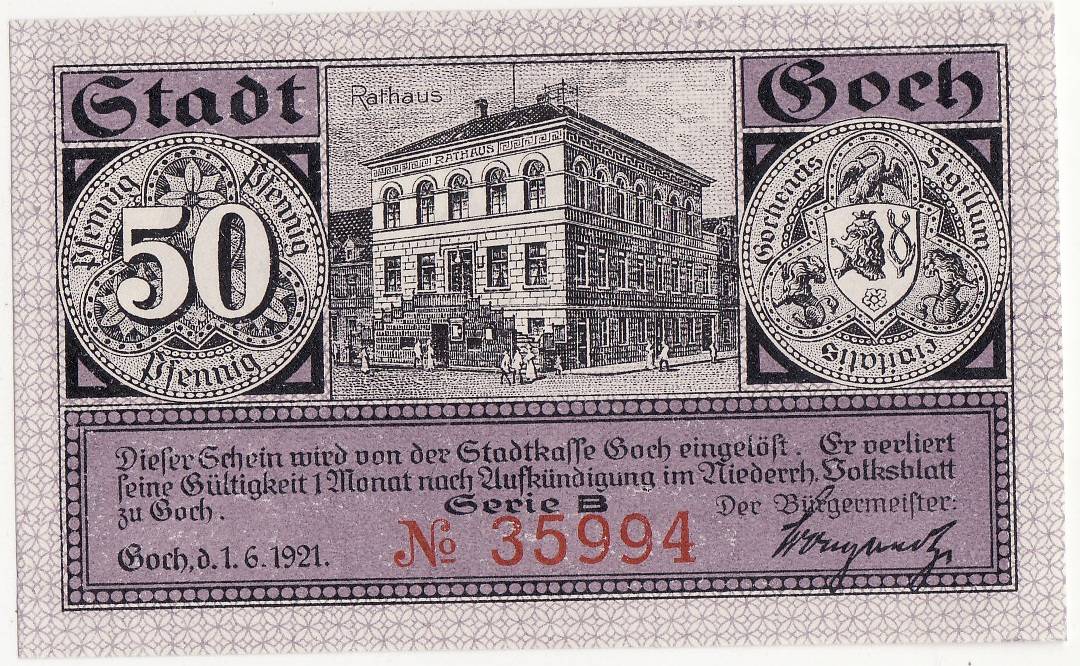 Stadt
Goch
Rathaus
RATHAUS
Pfennig
Pfennig
50
Pfennig
Gochensis
Sigillum
Dieſer Schein wird von der Stadtkaſſe Goch eingelöſt. Er verliert
ſeine Gültigkeit 1 Monat nach Aufkündigung im Niederrh. Volksblatt
zu Goch.
Serie B
Der Bürgermeiſter:
Goch, d. 1. 6. 1921.
No 35994